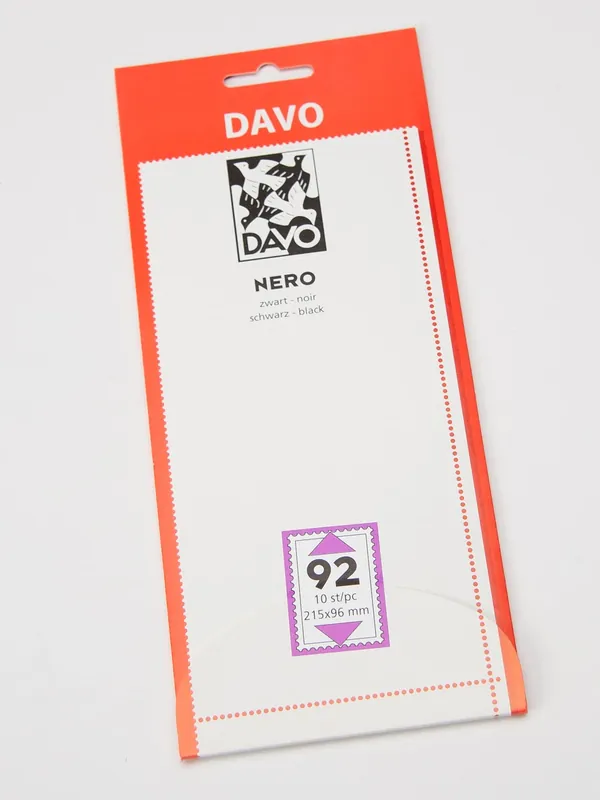 DAVO
DAVO
NERO
zwart - noir
schwarz - black
92
10 st/pc
215x96 mm